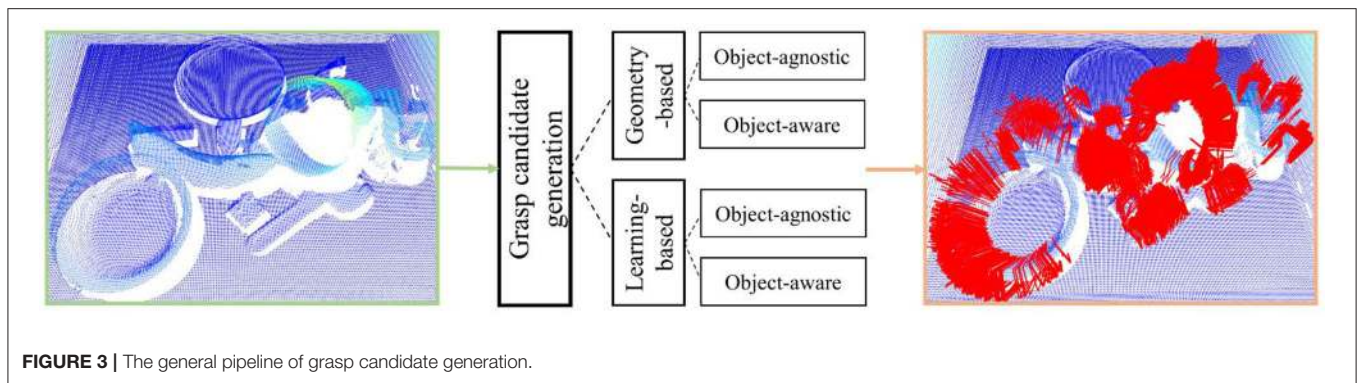 Grasp candidate
generation
Geometry
-based
Object-agnostic
Object-aware
Learning-
based
Object-agnostic
Object-aware
FIGURE 3 | The general pipeline of grasp candidate generation.